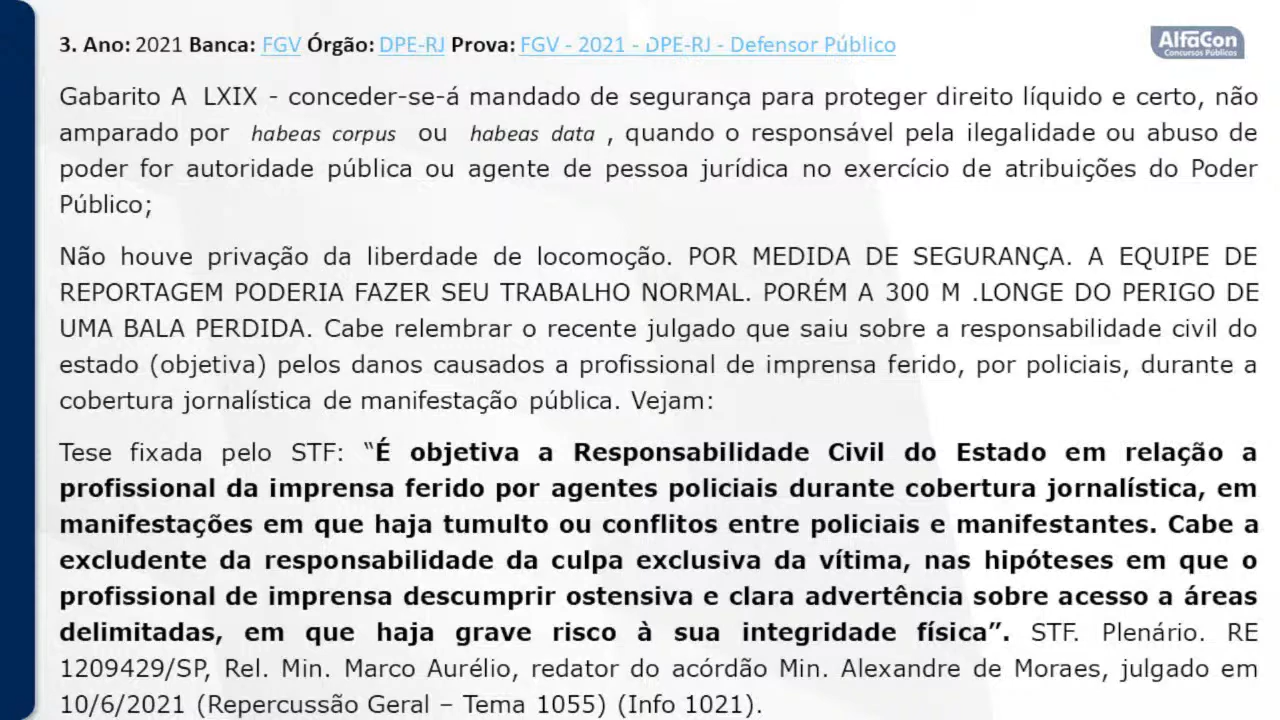 3. Ano: 2021 Banca: FGV Órgão: DPE-RJ Prova: FGV - 2021 - DPE-RJ - Defensor Público
AlfaCon
Concursos Públicos
Gabarito A LXIX - conceder-se-á mandado de segurança para proteger direito líquido e certo, não
amparado por habeas corpus ou habeas data , quando o responsável pela ilegalidade ou abuso de
poder for autoridade pública ou agente de pessoa jurídica no exercício de atribuições do Poder
Público;
Não houve privação da liberdade de locomoção. POR MEDIDA DE SEGURANÇA. A EQUIPE DE
REPORTAGEM PODERIA FAZER SEU TRABALHO NORMAL. PORÉM A 300 M .LONGE DO PERIGO DE
UMA BALA PERDIDA. Cabe relembrar o recente julgado que saiu sobre a responsabilidade civil do
estado (objetiva) pelos danos causados a profissional de imprensa ferido, por policiais, durante a
cobertura jornalística de manifestação pública. Vejam:
Tese fixada pelo STF: “É objetiva a Responsabilidade Civil do Estado em relação a
profissional da imprensa ferido por agentes policiais durante cobertura jornalística, em
manifestações em que haja tumulto ou conflitos entre policiais e manifestantes. Cabe a
excludente da responsabilidade da culpa exclusiva da vítima, nas hipóteses em que o
profissional de imprensa descumprir ostensiva e clara advertência sobre acesso a áreas
delimitadas, em que haja grave risco à sua integridade física”. STF. Plenário. RE
1209429/SP, Rel. Min. Marco Aurélio, redator do acórdão Min. Alexandre de Moraes, julgado em
10/6/2021 (Repercussão Geral – Tema 1055) (Info 1021).